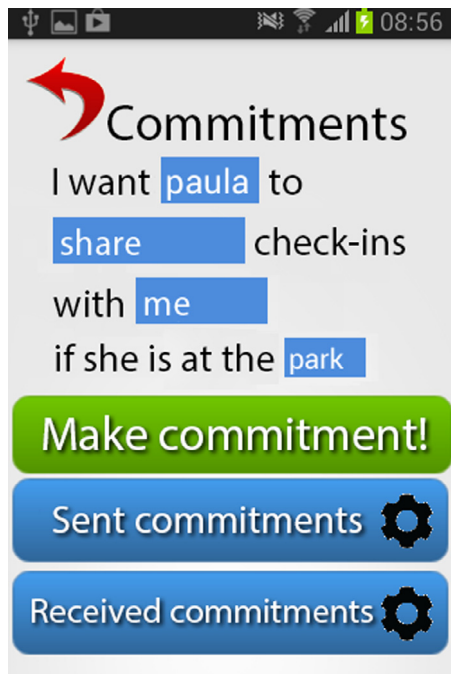 08:56
Commitments
I want paula to
share check-ins
with me
if she is at the park
Make commitment!
Sent commitments
Received commitments